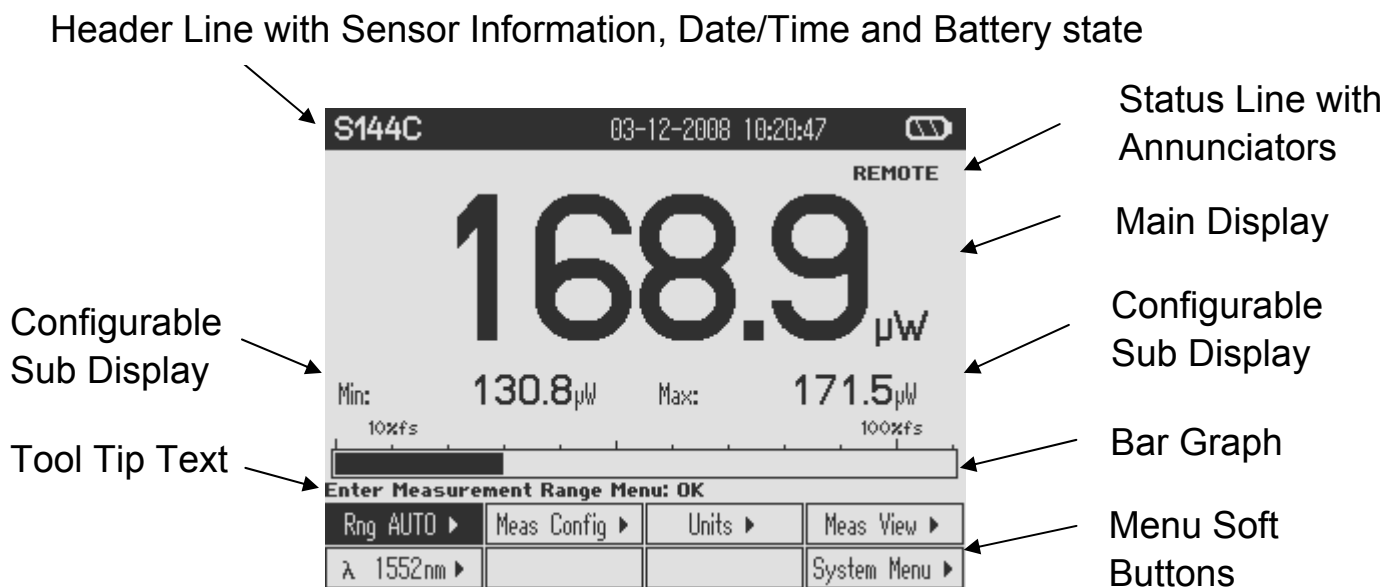 Header Line with Sensor Information, Date/Time and Battery state
S144C 03-12-2008 10:20:47
Status Line with
Annunciators
REMOTE
168.9 µW
Main Display
Configurable
Sub Display
Configurable
Sub Display
Min: 130.8µW Max: 171.5µW
10%fs 100%fs
Tool Tip Text
Bar Graph
Enter Measurement Range Menu: OK
Rng AUTO Meas Config Units Meas View
λ 1552nm System Menu
Menu Soft
Buttons